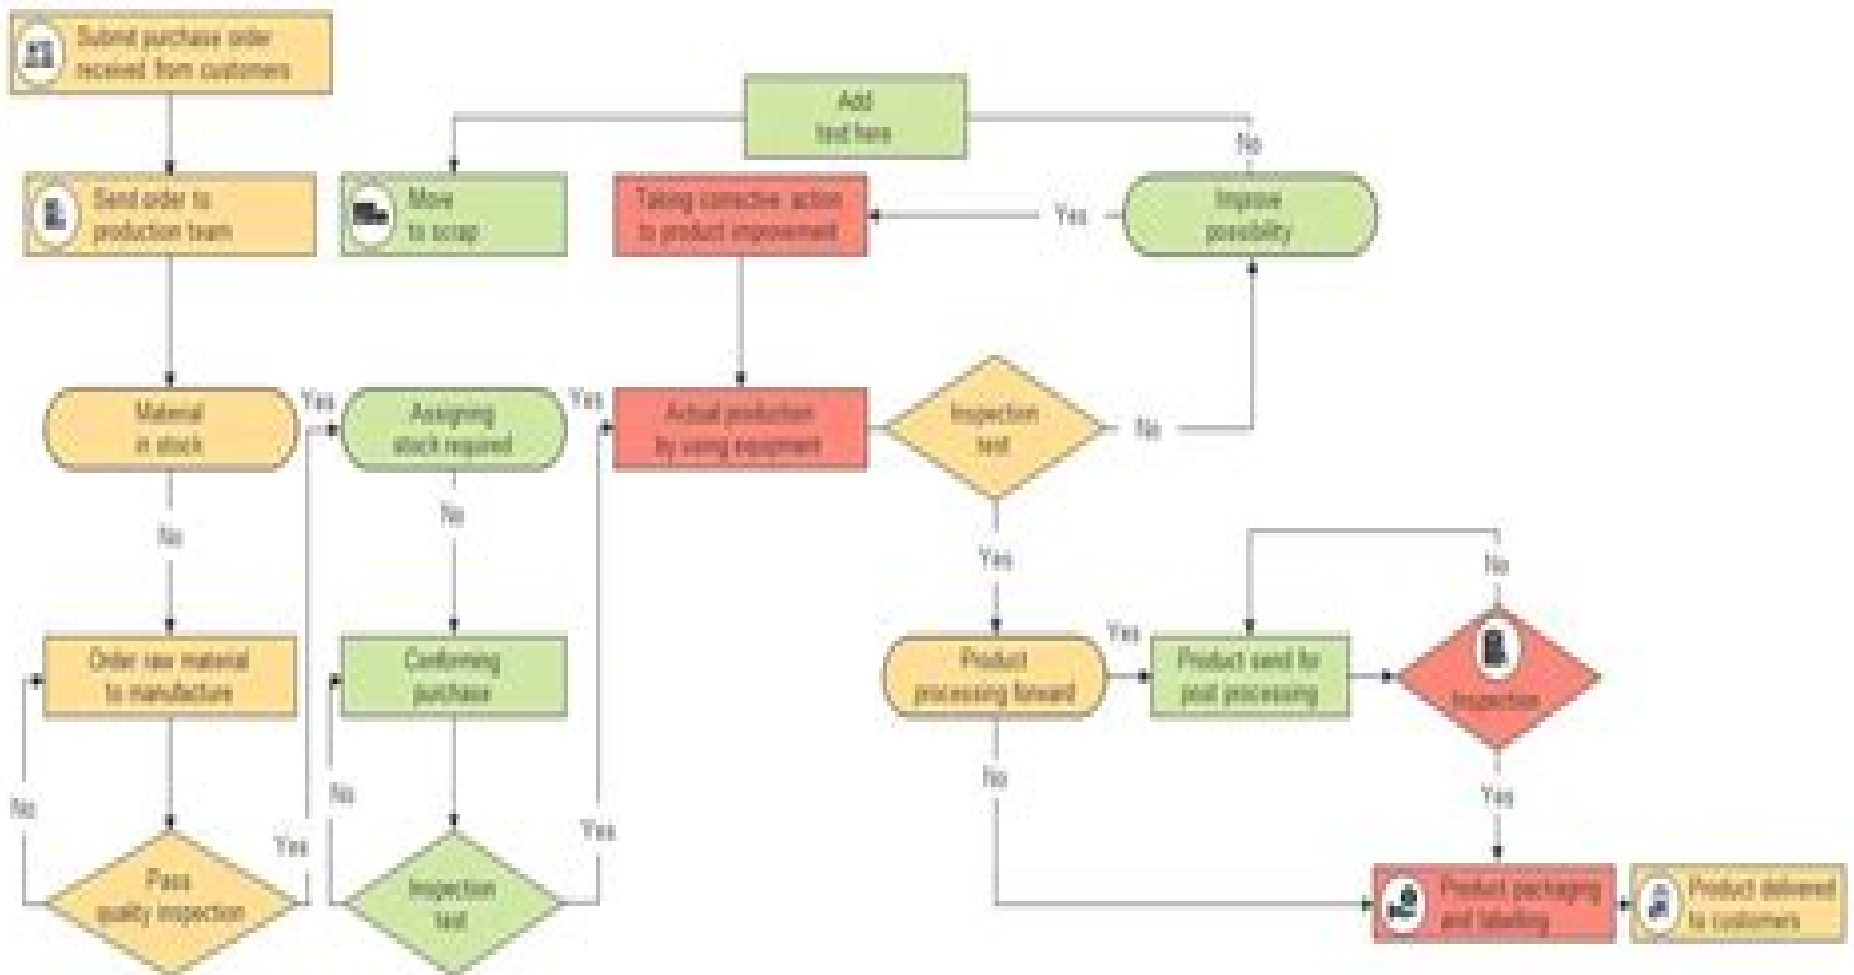 Submit purchase order
received from customers
Add
text here
No
Send order to
production team
Move
to scrap
Taking corrective action
to product improvement
Yes
Improve
possibility
Material
in stock
Yes
Assigning
stock required
Yes
Actual production
by using equipment
Inspection
test
No
No
No
Yes
No
Order raw material
to manufacture
Conforming
purchase
Product
processing forward
Yes
Product send for
post processing
Inspection
No
No
No
Yes
Yes
Yes
Pass
quality inspection
Inspection
test
Product packaging
and labelling
Product delivered
to customers